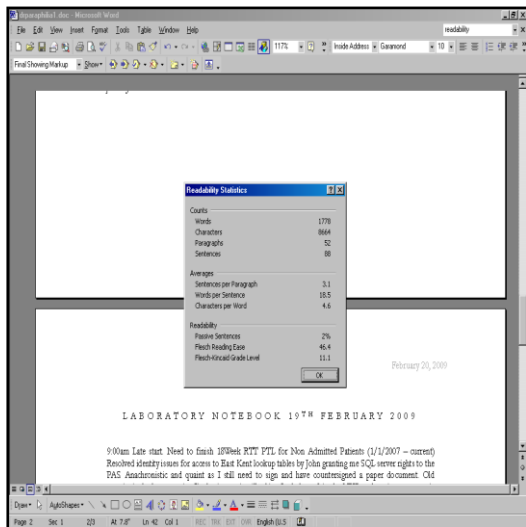 drparaphilia1.doc - Microsoft Word
File Edit View Insert Format Tools Table Window Help
readability
117%
Inside Address
Garamond
10
Final Showing Markup
Show
Readability Statistics
Counts
Words 1778
Characters 8664
Paragraphs 52
Sentences 88
Averages
Sentences per Paragraph 3.1
Words per Sentence 18.5
Characters per Word 4.6
Readability
Passive Sentences 2%
Flesch Reading Ease 46.4
Flesch-Kincaid Grade Level 11.1
OK
February 20, 2009
LABORATORY NOTEBOOK 19TH FEBRUARY 2009
9:00am Late start. Need to finish 18Week RTT PTL for Non Admitted Patients (1/1/2007 – current)
Resolved identity issues for access to East Kent lookup tables by John granting me SQL server rights to the
PAS. Anachronistic and quaint as I still need to sign and have countersigned a paper document. Old
Draw AutoShapes
Page 2 Sec 1 2/3 At 7.8" Ln 42 Col 1 REC TRK EXT OVR English (U.S